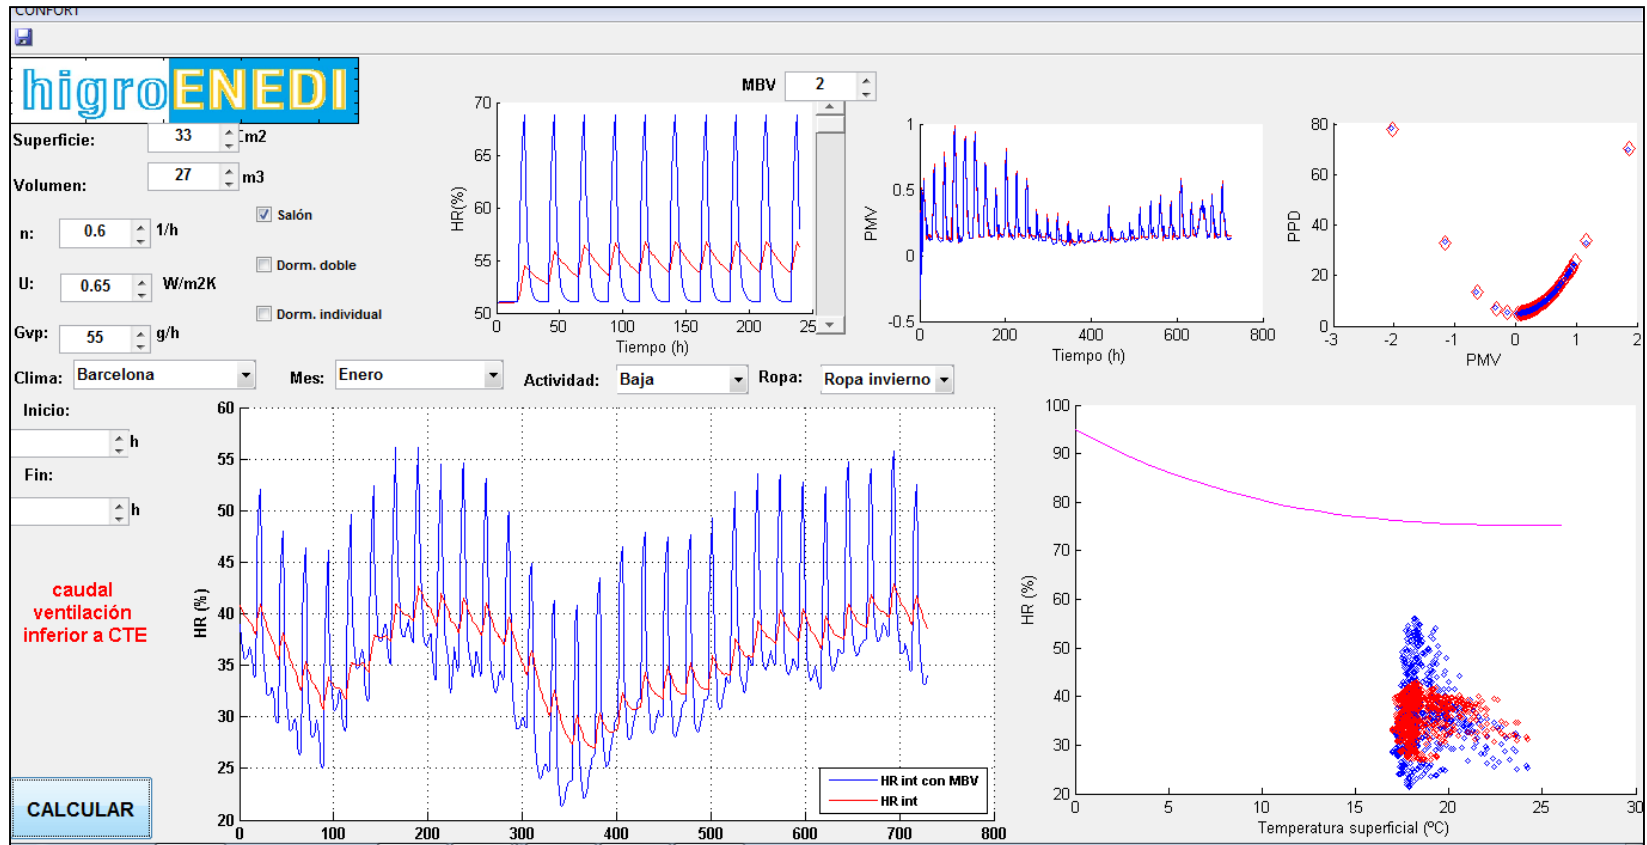 CONFORT
higroENEDI
MBV 2
Superficie: 33 m2
Volumen: 27 m3
n: 0.6 1/h
U: 0.65 W/m2K
Gvp: 55 g/h
Salón
Dorm. doble
Dorm. individual
70
65
60
55
50
HR(%)
0 50 100 150 200 25
Tiempo (h)
1
0.5
0
-0.5
PMV
0 200 400 600 800
Tiempo (h)
80
60
40
20
0
PPD
-3 -2 -1 0 1 2
PMV
Clima: Barcelona Mes: Enero Actividad: Baja Ropa: Ropa invierno
Inicio:
h
Fin:
h
caudal
ventilación
inferior a CTE
CALCULAR
60
55
50
45
40
35
30
25
20
HR (%)
0 100 200 300 400 500 600 700 800
HR int con MBV
HR int
100
90
80
70
60
50
40
30
20
HR (%)
0 5 10 15 20 25 30
Temperatura superficial (ºC)